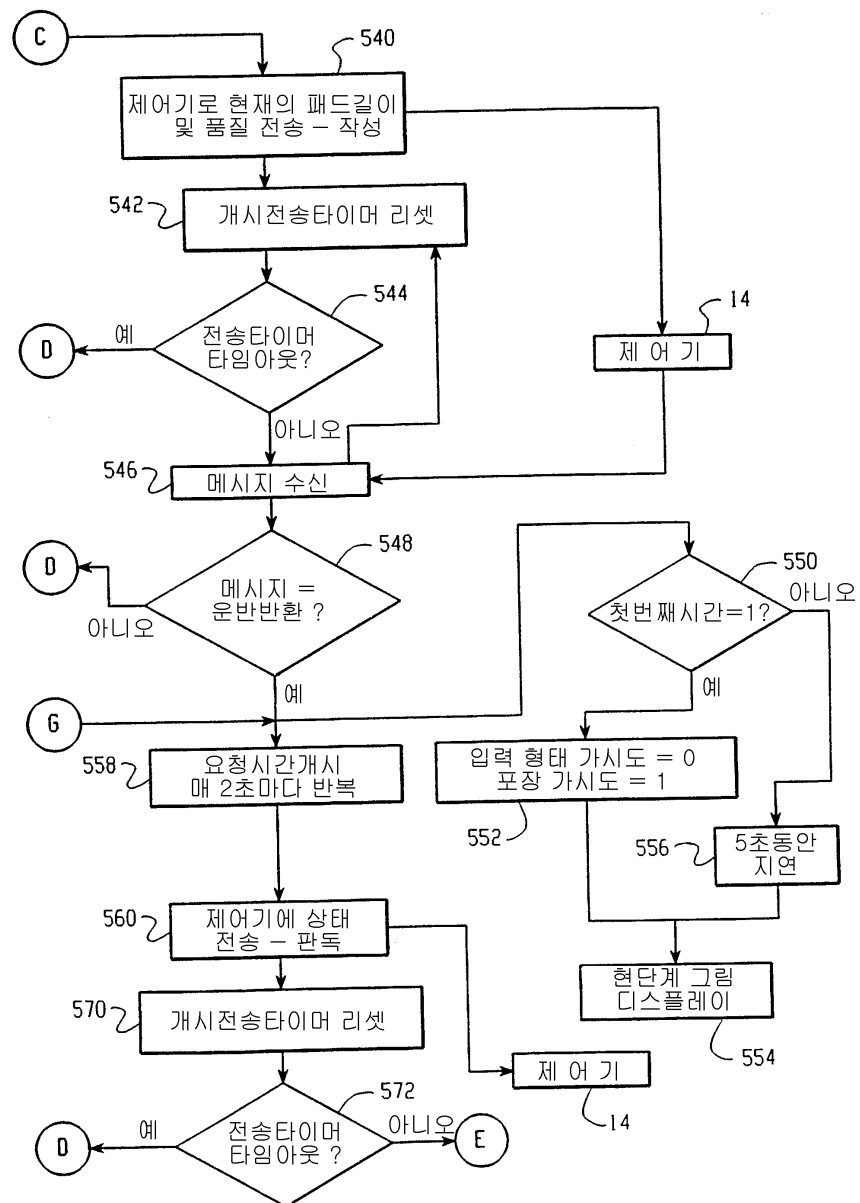 C
540
제어기로 현재의 패드길이
및 품질 전송 – 작성
542
개시전송타이머 리셋
544
예
D
전송타이머
타임아웃?
14
제 어 기
아니오
546
메시지 수신
548
D
메시지 =
운반반환 ?
아니오
예
550
첫번째시간=1?
아니오
예
G
558
요청시간개시
매 2초마다 반복
입력 형태 가시도 = 0
포장 가시도 = 1
552
556
5초동안
지연
560
제어기에 상태
전송 – 판독
현단계 그림
디스플레이
554
570
개시전송타이머 리셋
제 어 기
14
572
예
D
전송타이머
타임아웃 ?
아니오
E